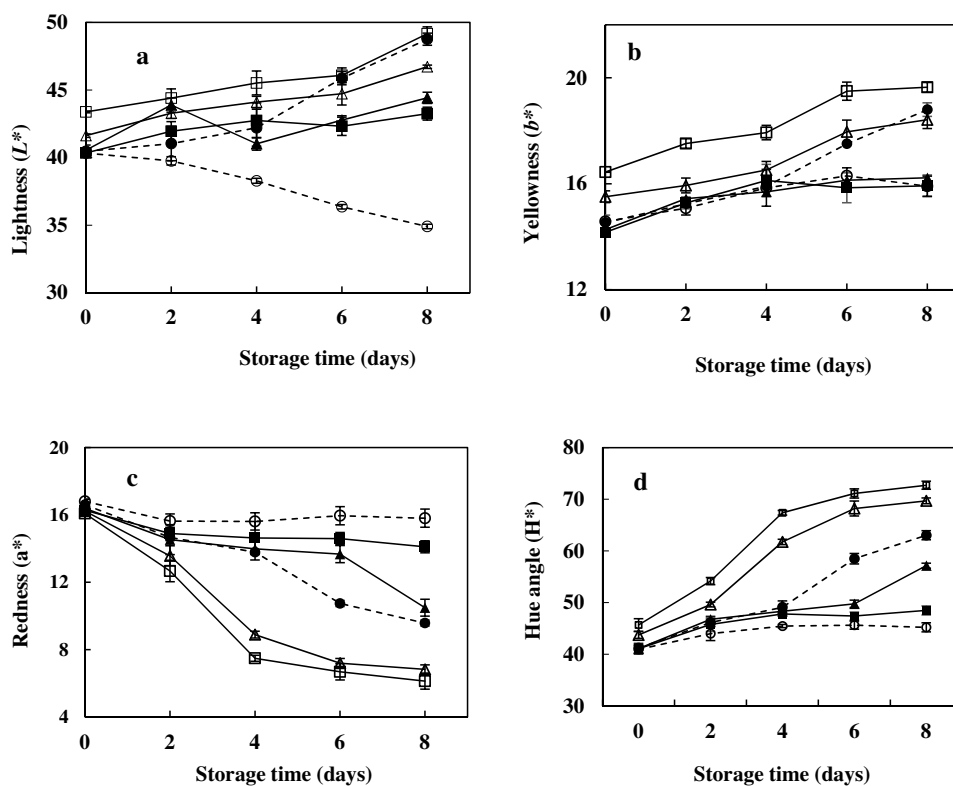 a
50
45
40
35
30
0 2 4 6 8
Lightness (L*)
Storage time (days)
b
20
16
12
0 2 4 6 8
Yellowness (b*)
Storage time (days)
c
20
16
12
8
4
0 2 4 6 8
Redness (a*)
Storage time (days)
d
80
70
60
50
40
30
0 2 4 6 8
Hue angle (H*)
Storage time (days)